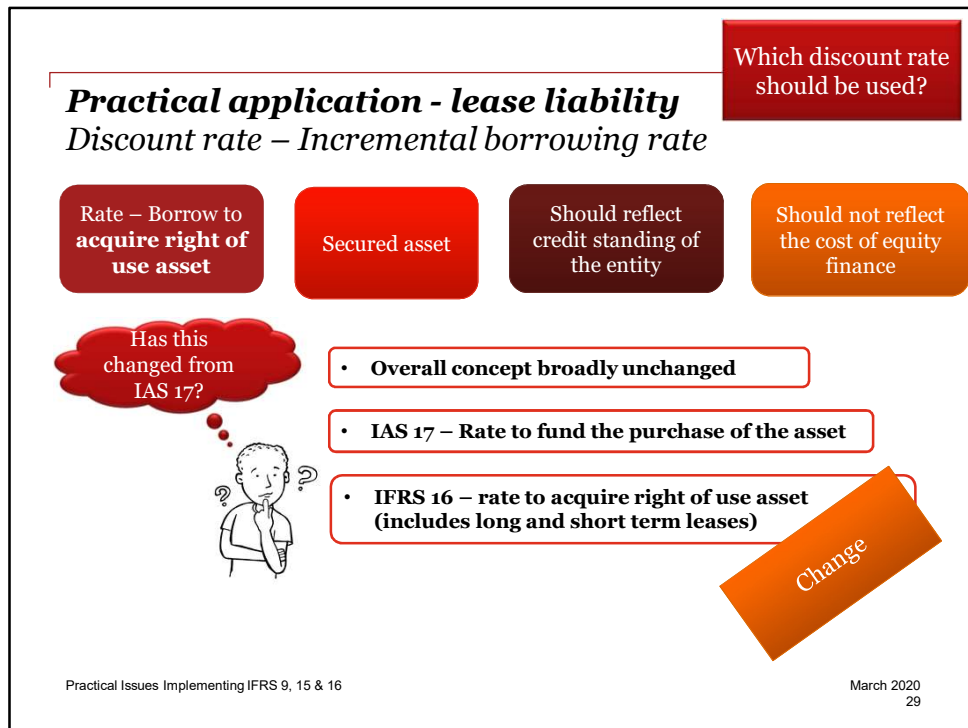 Which discount rate
should be used?
Practical application - lease liability
Discount rate – Incremental borrowing rate
Rate – Borrow to
acquire right of
use asset
Secured asset
Should reflect
credit standing of
the entity
Should not reflect
the cost of equity
finance
Has this
changed from
IAS 17?
• Overall concept broadly unchanged
• IAS 17 – Rate to fund the purchase of the asset
• IFRS 16 – rate to acquire right of use asset
(includes long and short term leases)
? ?
Change
Practical Issues Implementing IFRS 9, 15 & 16
March 2020
29